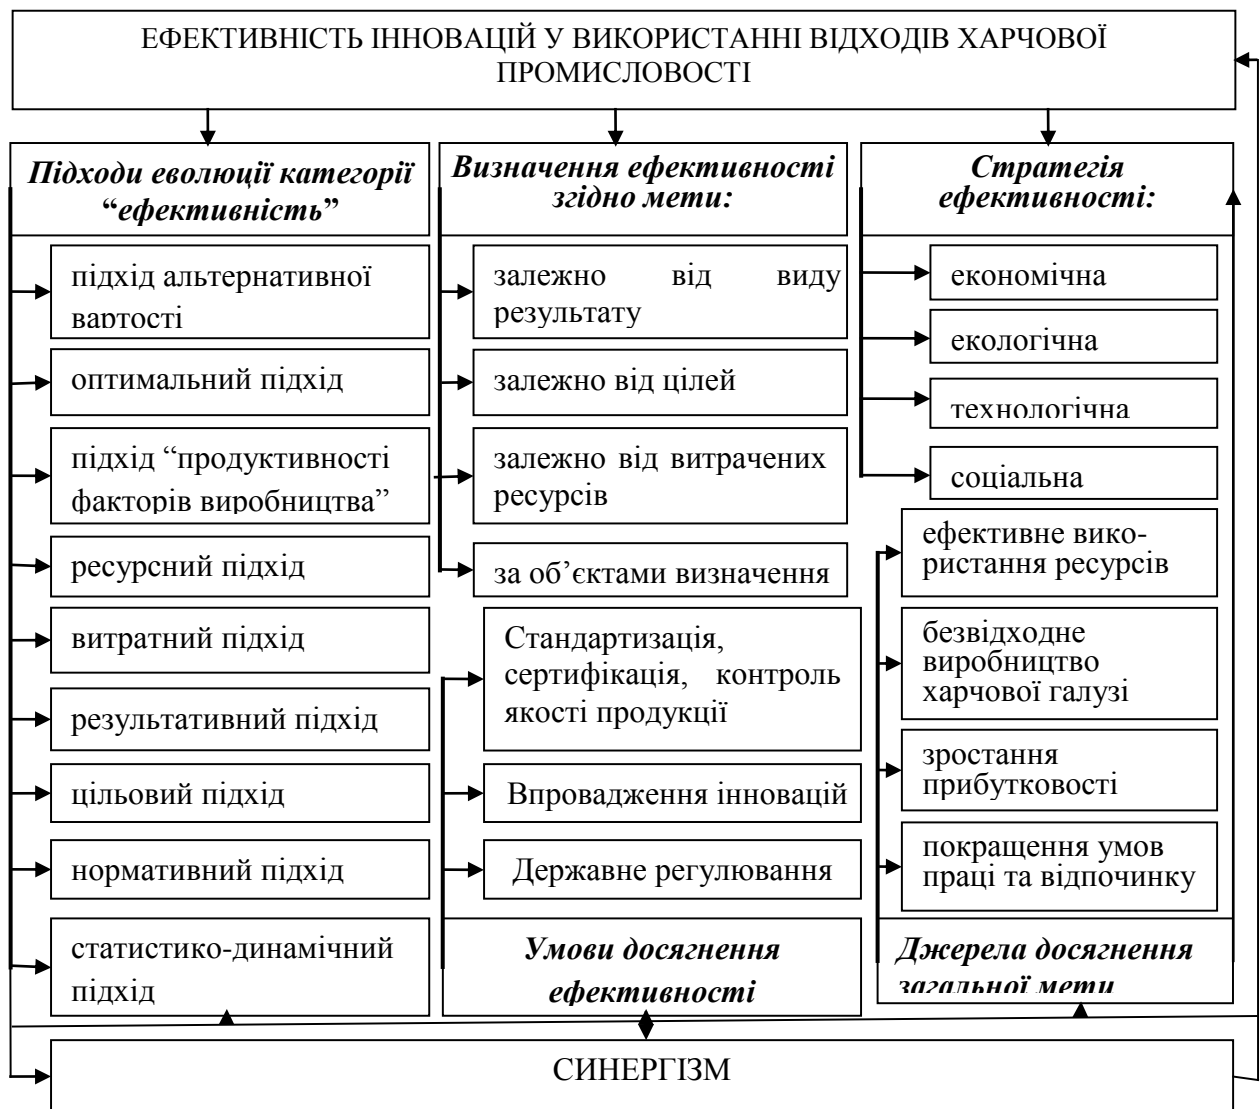 ЕФЕКТИВНІСТЬ ІННОВАЦІЙ У ВИКОРИСТАННІ ВІДХОДІВ ХАРЧОВОЇ
ПРОМИСЛОВОСТІ
Підходи еволюції категорії
“ефективність”
підхід альтернативної
вартості
оптимальний підхід
підхід “продуктивності
факторів виробництва”
ресурсний підхід
витратний підхід
результативний підхід
цільовий підхід
нормативний підхід
статистико-динамічний
підхід
Визначення ефективності
згідно мети:
залежно від виду
результату
залежно від цілей
залежно від витрачених
ресурсів
за об’єктами визначення
Стандартизація,
сертифікація, контроль
якості продукції
Впровадження інновацій
Державне регулювання
Умови досягнення
ефективності
Стратегія
ефективності:
економічна
екологічна
технологічна
соціальна
ефективне вико-
ристання ресурсів
безвідходне
виробництво
харчової галузі
зростання
прибутковості
покращення умов
праці та відпочинку
Джерела досягнення
загальної мети
СИНЕРГІЗМ